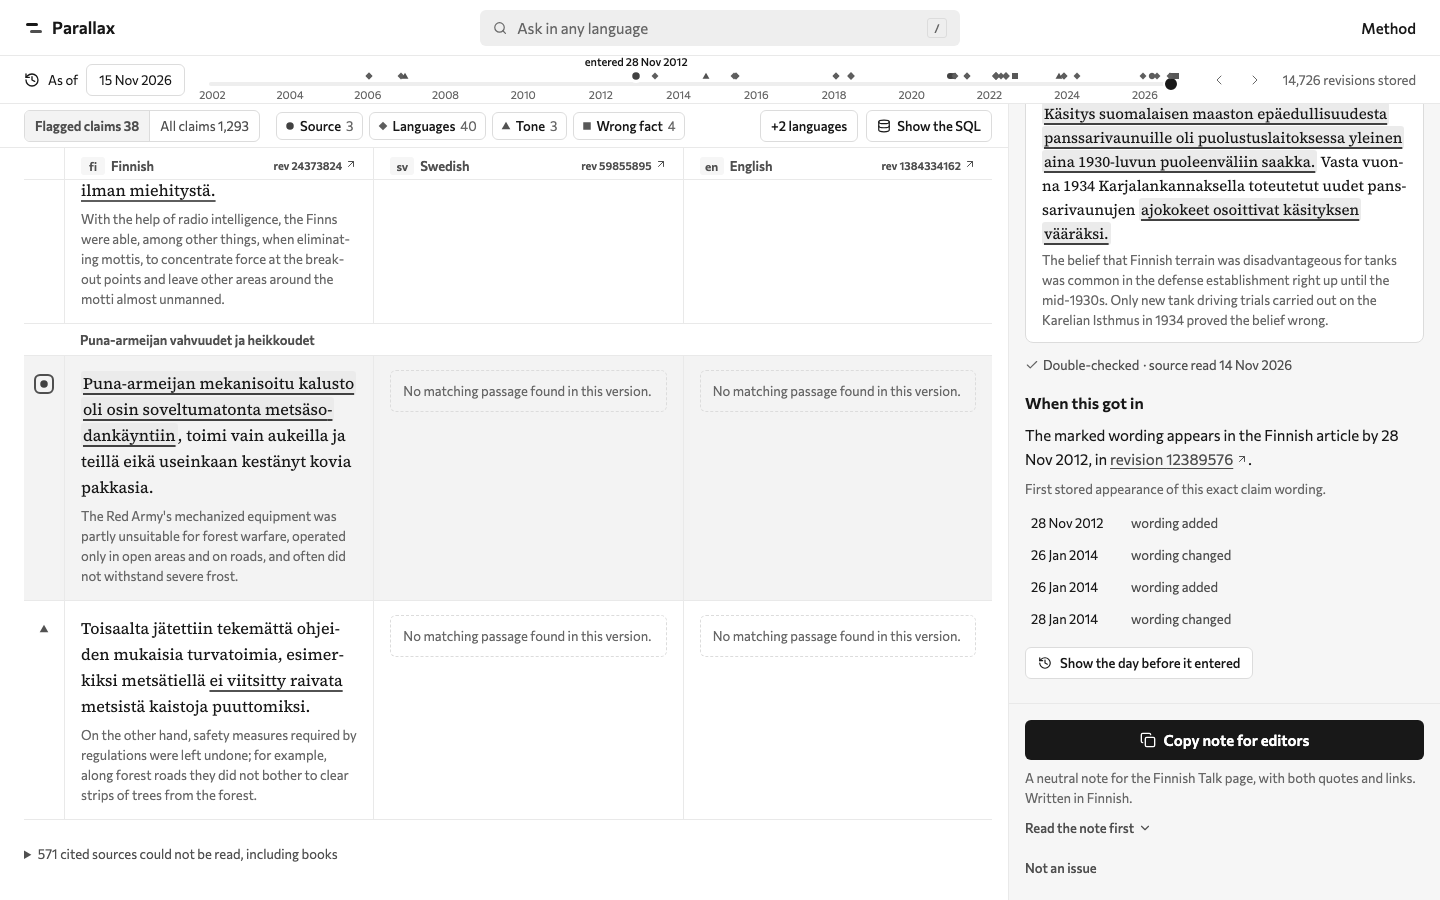 Parallax
Ask in any language
/
Method
As of
15 Nov 2026
entered 28 Nov 2012
2002
2004
2006
2008
2010
2012
2014
2016
2018
2020
2022
2024
2026
14,726 revisions stored
Flagged claims 38
All claims 1,293
Source 3
Languages 40
Tone 3
Wrong fact 4
+2 languages
Show the SQL
fi Finnish
rev 24373824
sv Swedish
rev 59855895
en English
rev 1384334162
ilman miehitystä.
With the help of radio intelligence, the Finns
were able, among other things, when eliminat-
ing mottis, to concentrate force at the break-
out points and leave other areas around the
motti almost unmanned.
Puna-armeijan vahvuudet ja heikkoudet
Puna-armeijan mekanisoitu kalusto
oli osin soveltumatonta metsäso-
dankäyntiin, toimi vain aukeilla ja
teillä eikä useinkaan kestänyt kovia
pakkasia.
The Red Army's mechanized equipment was
partly unsuitable for forest warfare, operated
only in open areas and on roads, and often did
not withstand severe frost.
No matching passage found in this version.
No matching passage found in this version.
Toisaalta jätettiin tekemättä ohjei-
den mukaisia turvatoimia, esimer-
kiksi metsätiellä ei viitsitty raivata
metsistä kaistoja puuttomiksi.
On the other hand, safety measures required by
regulations were left undone; for example,
along forest roads they did not bother to clear
strips of trees from the forest.
No matching passage found in this version.
No matching passage found in this version.
571 cited sources could not be read, including books
Käsitys suomalaisen maaston epäedullisuudesta
panssarivaunuille oli puolustuslaitoksessa yleinen
aina 1930-luvun puoleenväliin saakka. Vasta vuon-
na 1934 Karjalankannaksella toteutetut uudet pans-
sarivaunujen ajokokeet osoittivat käsityksen
vääräksi.
The belief that Finnish terrain was disadvantageous for tanks
was common in the defense establishment right up until the
mid-1930s. Only new tank driving trials carried out on the
Karelian Isthmus in 1934 proved the belief wrong.
Double-checked · source read 14 Nov 2026
When this got in
The marked wording appears in the Finnish article by 28
Nov 2012, in revision 12389576.
First stored appearance of this exact claim wording.
28 Nov 2012 wording added
26 Jan 2014 wording changed
26 Jan 2014 wording added
28 Jan 2014 wording changed
Show the day before it entered
Copy note for editors
A neutral note for the Finnish Talk page, with both quotes and links.
Written in Finnish.
Read the note first
Not an issue